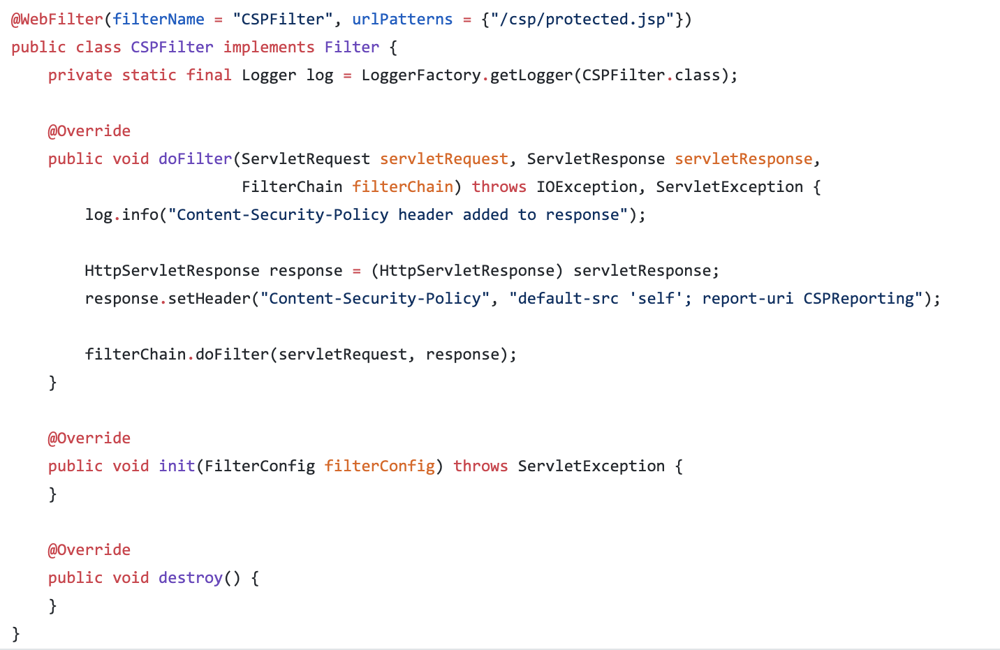 @WebFilter(filterName = "CSPFilter", urlPatterns = {"/csp/protected.jsp"})
public class CSPFilter implements Filter {
    private static final Logger log = LoggerFactory.getLogger(CSPFilter.class);

    @Override
    public void doFilter(ServletRequest servletRequest, ServletResponse servletResponse,
                         FilterChain filterChain) throws IOException, ServletException {
        log.info("Content-Security-Policy header added to response");

        HttpServletResponse response = (HttpServletResponse) servletResponse;
        response.setHeader("Content-Security-Policy", "default-src 'self'; report-uri CSPReporting");

        filterChain.doFilter(servletRequest, response);
    }

    @Override
    public void init(FilterConfig filterConfig) throws ServletException {
    }

    @Override
    public void destroy() {
    }
}